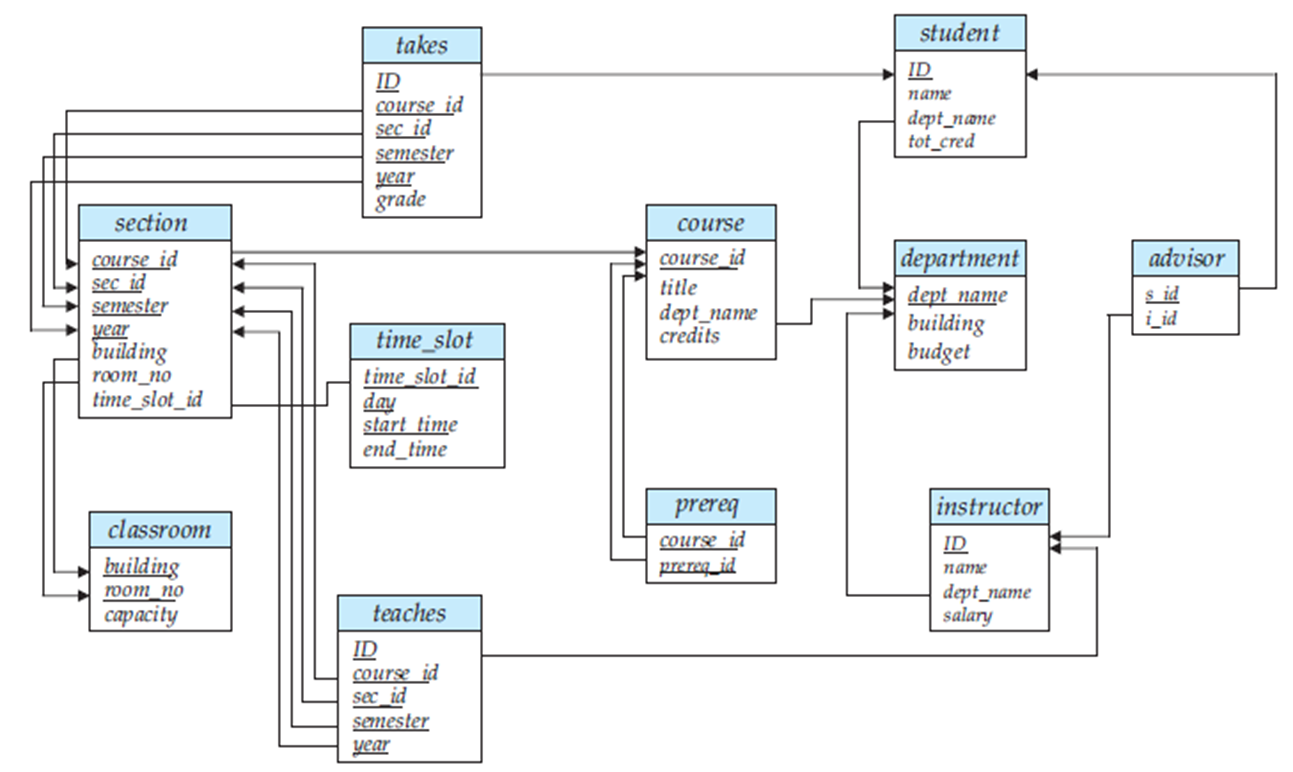 takes
ID
course_id
sec_id
semester
year
grade
student
ID
name
dept_name
tot_cred
section
course_id
sec_id
semester
year
building
room_no
time_slot_id
course
course_id
title
dept_name
credits
department
dept_name
building
budget
advisor
s_id
i_id
time_slot
time_slot_id
day
start_time
end_time
prereq
course_id
prereq_id
instructor
ID
name
dept_name
salary
classroom
building
room_no
capacity
teaches
ID
course_id
sec_id
semester
year